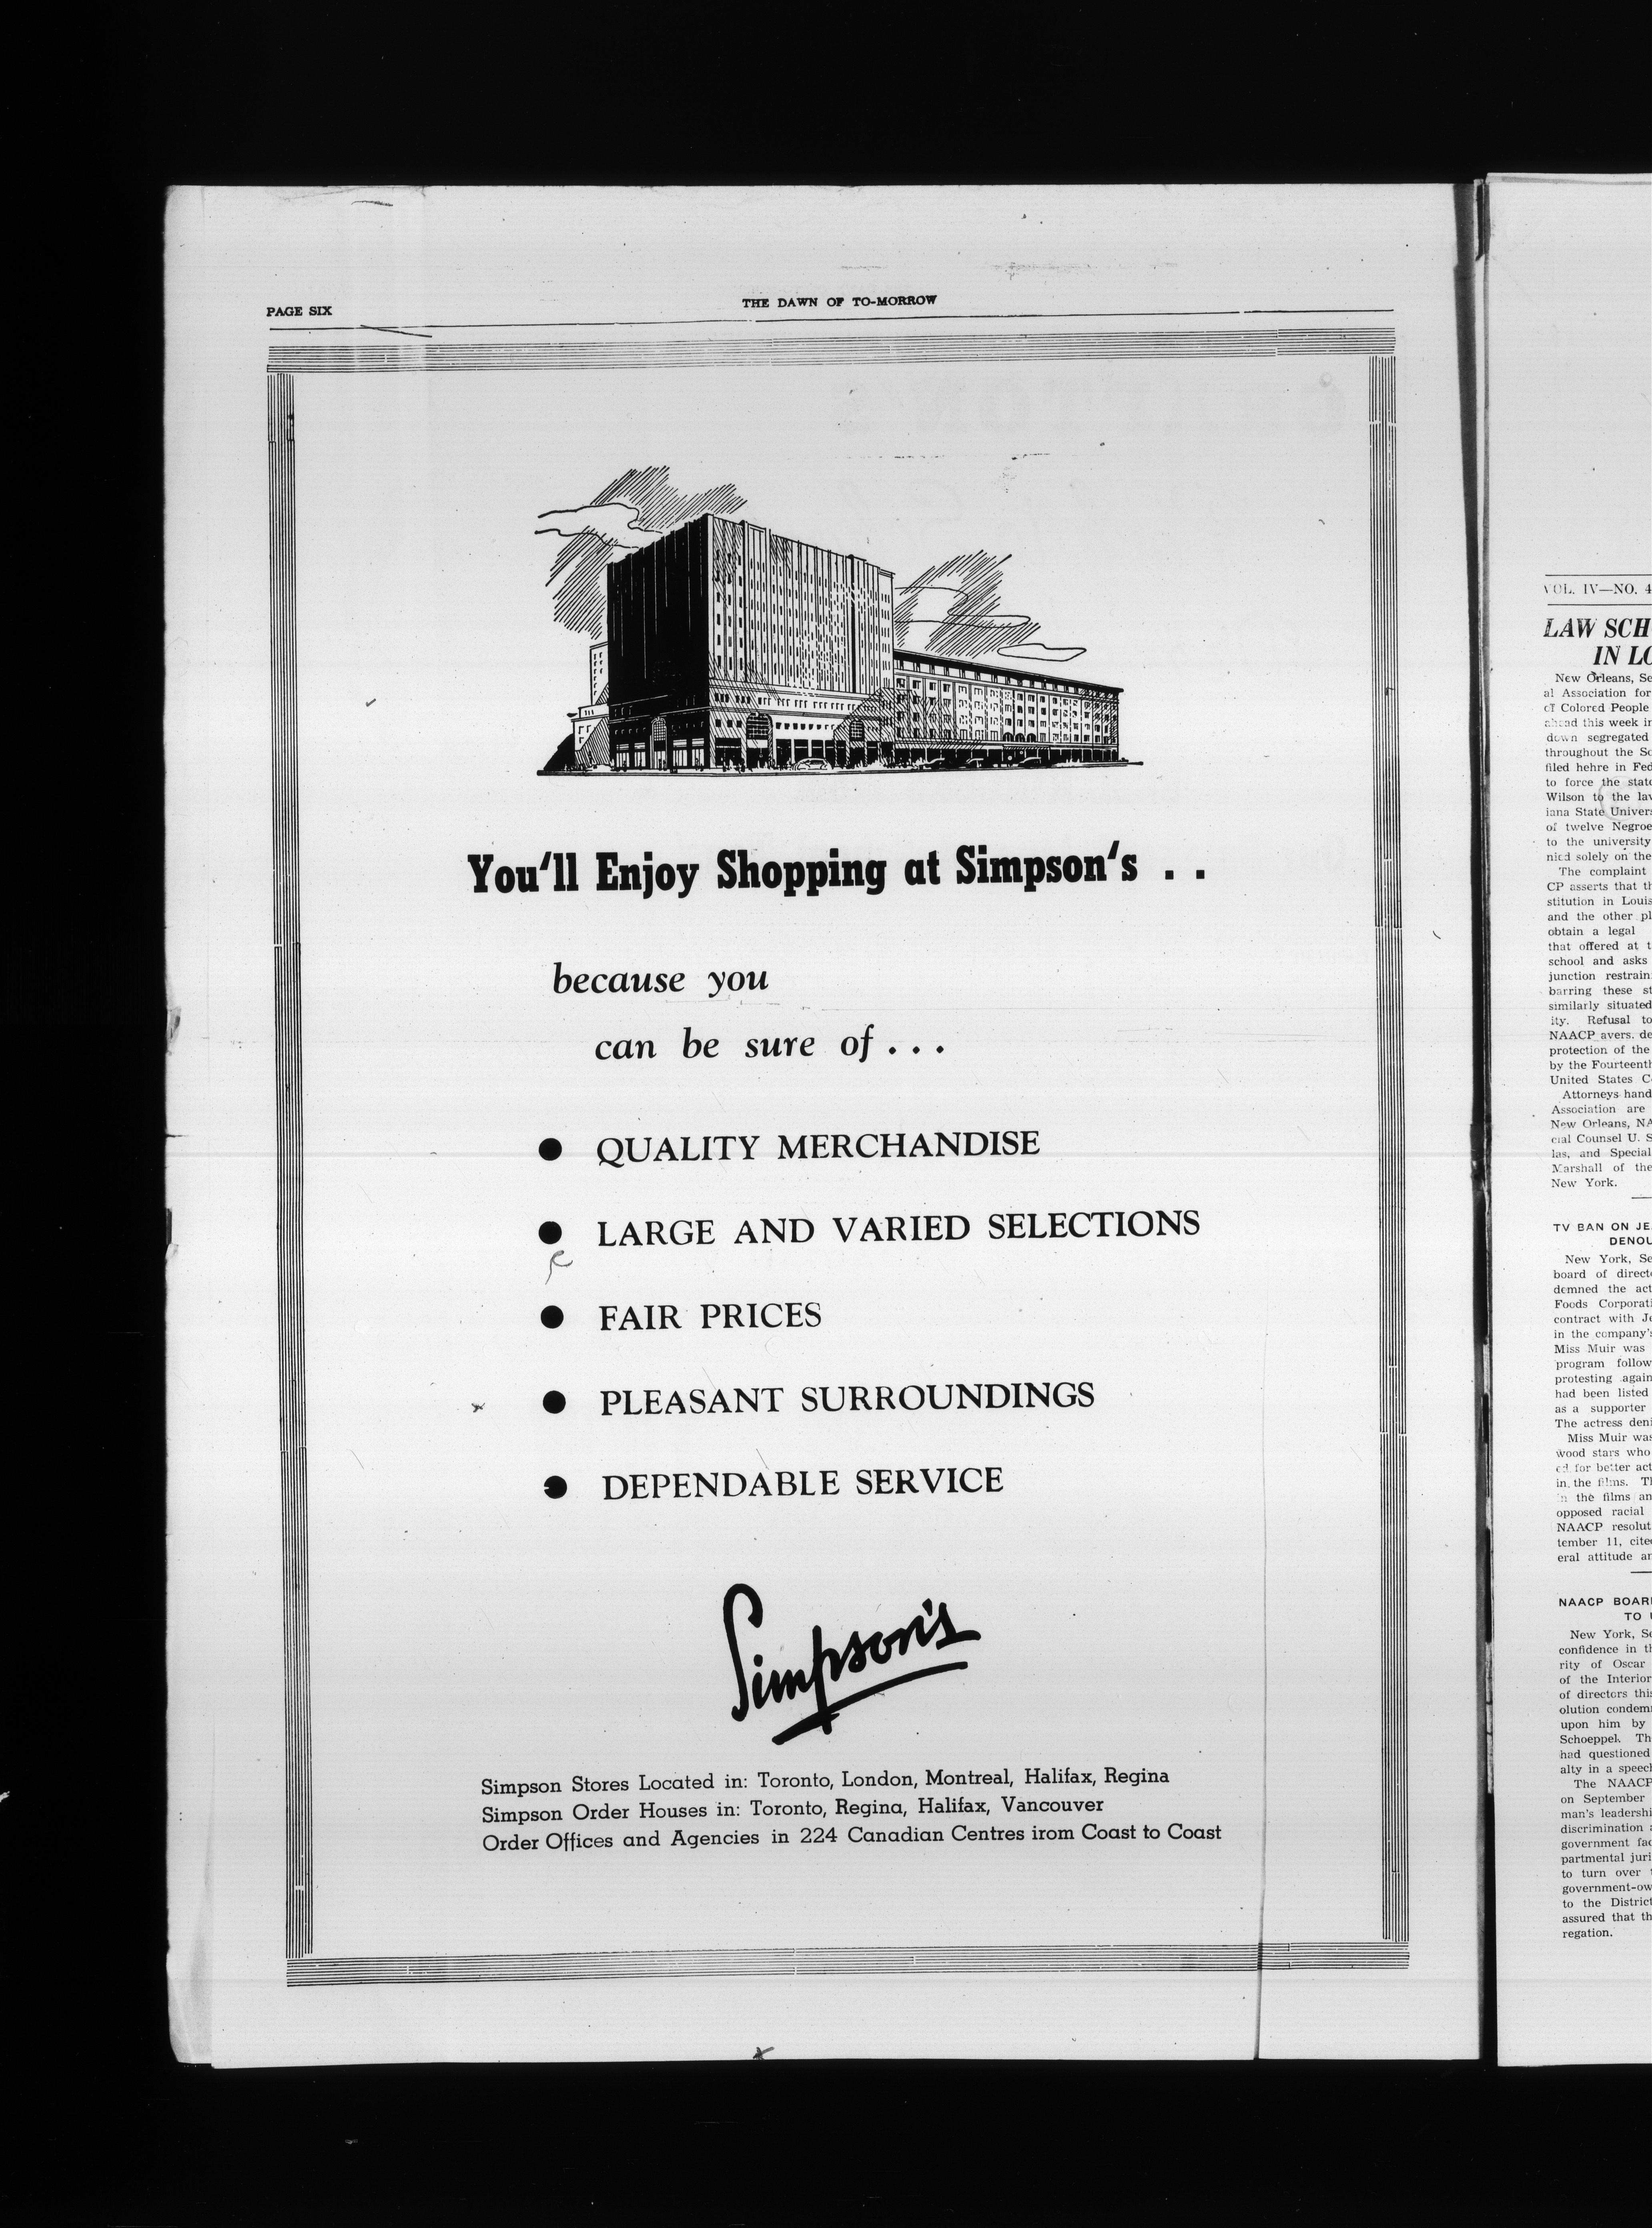 PAGE SIX
THE DAWN OF TO-MORROW
You'll Enjoy Shopping at Simpson's . .
because you
can be sure of . . .
● QUALITY MERCHANDISE
● LARGE AND VARIED SELECTIONS
● FAIR PRICES
● PLEASANT SURROUNDINGS
● DEPENDABLE SERVICE
Simpson's
Simpson Stores Located in: Toronto, London, Montreal, Halifax, Regina
Simpson Order Houses in: Toronto, Regina, Halifax, Vancouver
Order Offices and Agencies in 224 Canadian Centres irom Coast to Coast
VOL. IV—NO. 4
LAW SCH
IN LO
New Orleans, Se
al Association for
of Colored People
ahead this week in
down segregated
throughout the So
filed hehre in Fed
to force the state
Wilson to the law
iana State Univers
of twelve Negroe
to the university
nied solely on the
The complaint
CP asserts that th
stitution in Louis
and the other pl
obtain a legal
that offered at t
school and asks
junction restrain
barring these st
similarly situated
ity. Refusal to
NAACP avers. de
protection of the
by the Fourteenth
United States C
Attorneys hand
Association are
New Orleans, NA
cial Counsel U. S
las, and Special
Marshall of the
New York.
TV BAN ON JE
DENOU
New York, Se
board of direct
demned the act
Foods Corporati
contract with Je
in the company's
Miss Muir was
program follow
protesting again
had been listed
as a supporter
The actress deni
Miss Muir was
wood stars who
ed for better act
in the films. Th
in the films an
opposed racial
NAACP resolut
tember 11, cite
eral attitude an
NAACP BOARD
TO
New York, Se
confidence in th
rity of Oscar
of the Interior
of directors this
olution condem
upon him by
Schoeppel. Th
had questioned
alty in a speech
The NAACP
on September
man's leadershi
discrimination a
government fac
partmental juri
to turn over t
government-ow
to the District
assured that th
regation.